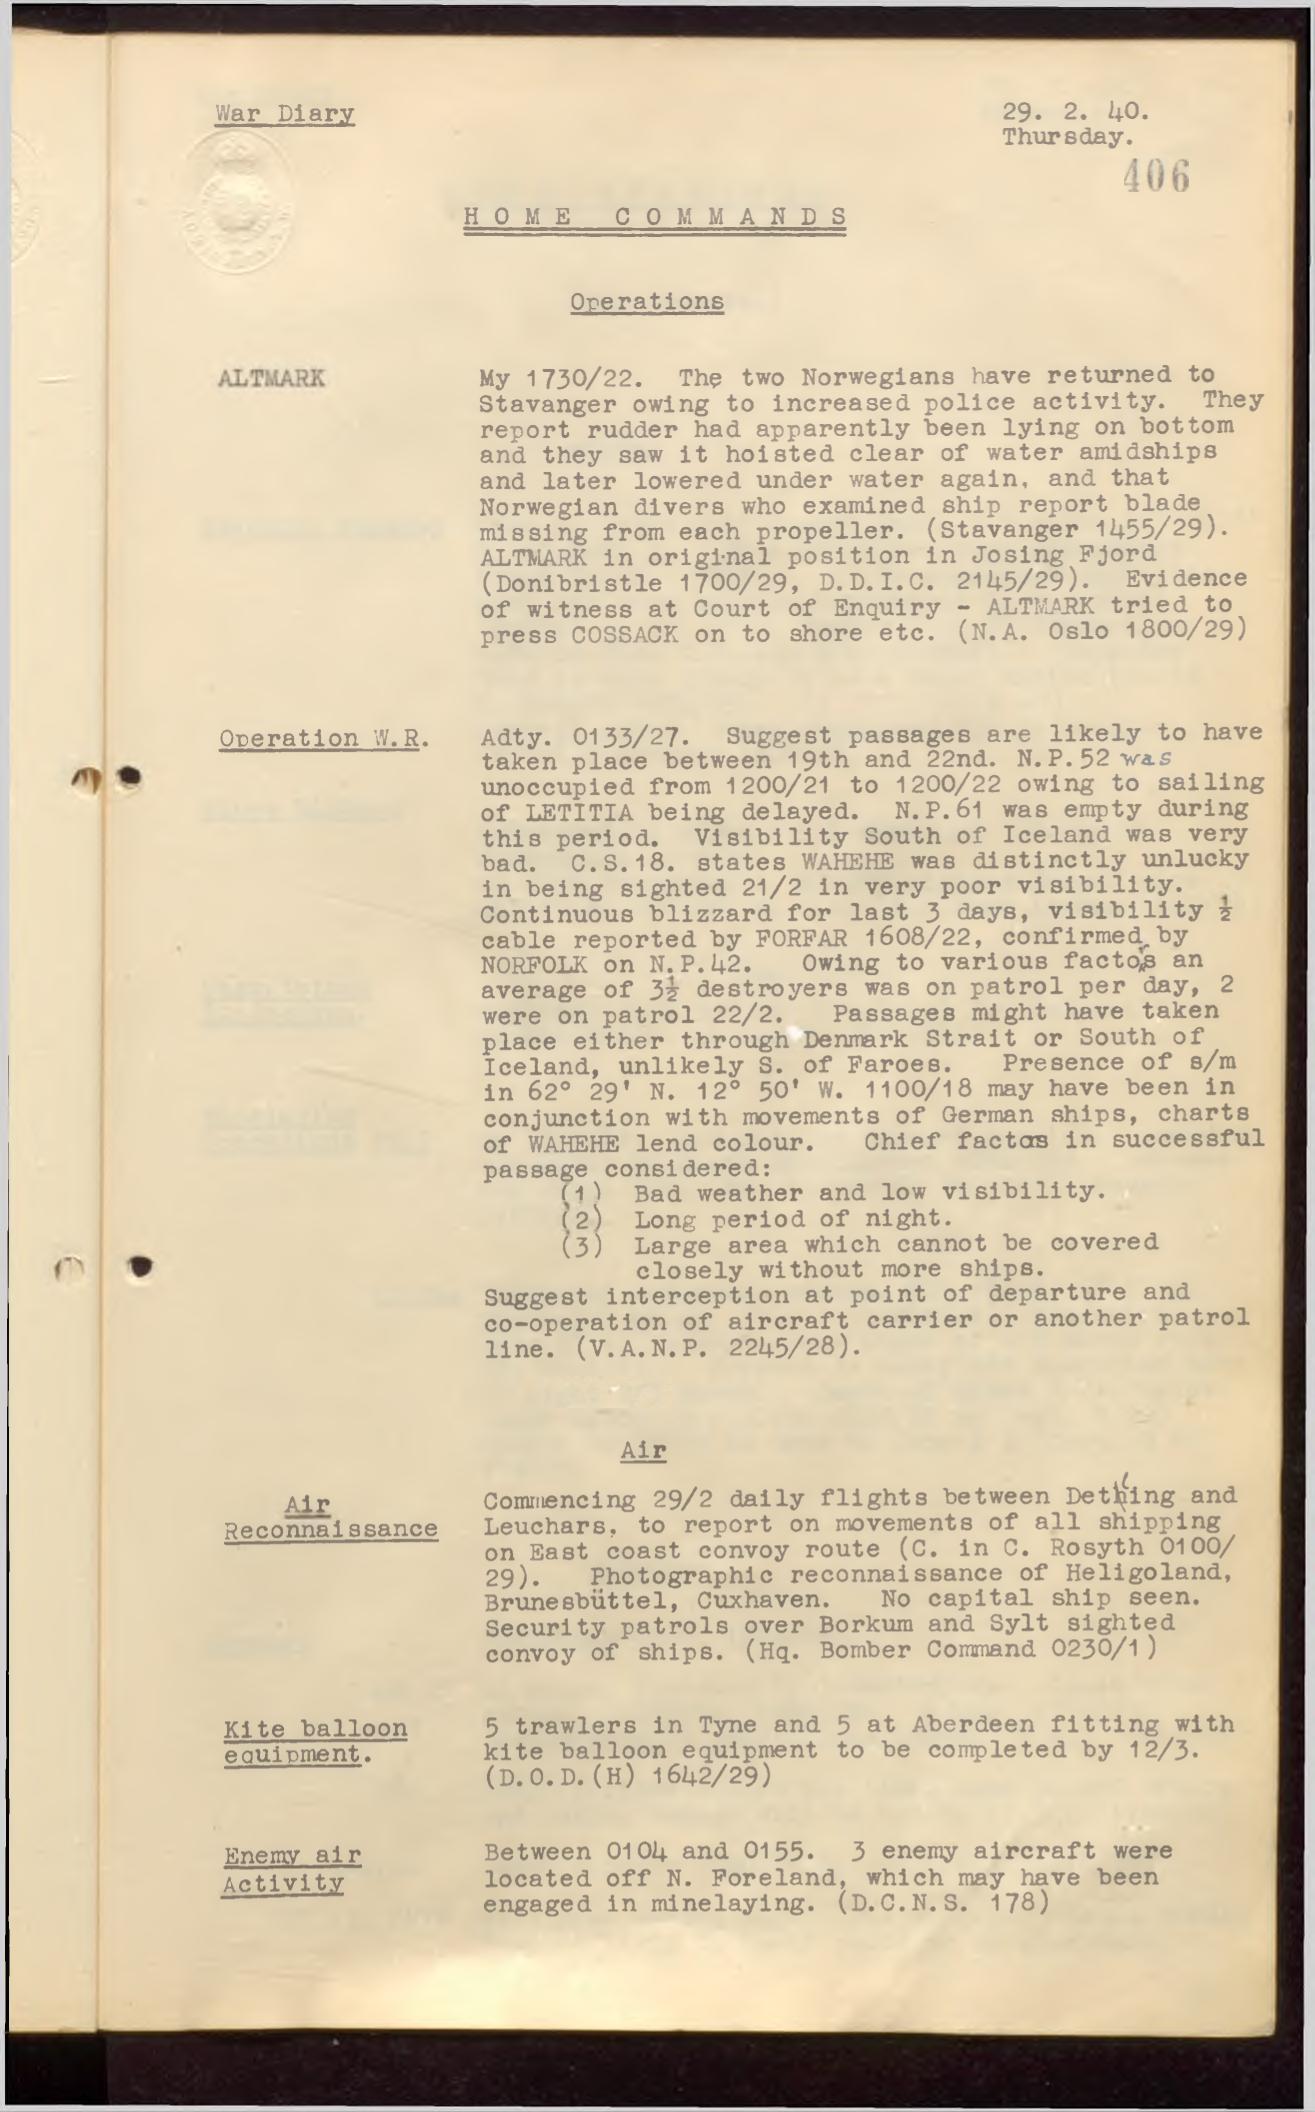 War Diary
29. 2. 40.
Thursday.
406
HOME COMMANDS
Operations
ALTMARK
My 1730/22. The two Norwegians have returned to
Stavanger owing to increased police activity. They
report rudder had apparently been lying on bottom
and they saw it hoisted clear of water amidships
and later lowered under water again, and that
Norwegian divers who examined ship report blade
missing from each propeller. (Stavanger 1455/29).
ALTMARK in original position in Josing Fjord
(Donibristle 1700/29, D.D.I.C. 2145/29). Evidence
of witness at Court of Enquiry - ALTMARK tried to
press COSSACK on to shore etc. (N.A. Oslo 1800/29)
Operation W.R.
Adty. 0133/27. Suggest passages are likely to have
taken place between 19th and 22nd. N.P.52 was
unoccupied from 1200/21 to 1200/22 owing to sailing
of LETITIA being delayed. N.P.61 was empty during
this period. Visibility South of Iceland was very
bad. C.S.18. states WAHEHE was distinctly unlucky
in being sighted 21/2 in very poor visibility.
Continuous blizzard for last 3 days, visibility ½
cable reported by FORFAR 1608/22, confirmed by
NORFOLK on N.P.42. Owing to various factors an
average of 3½ destroyers was on patrol per day, 2
were on patrol 22/2. Passages might have taken
place either through Denmark Strait or South of
Iceland, unlikely S. of Faroes. Presence of s/m
in 62° 29' N. 12° 50' W. 1100/18 may have been in
conjunction with movements of German ships, charts
of WAHEHE lend colour. Chief factors in successful
passage considered:
(1) Bad weather and low visibility.
(2) Long period of night.
(3) Large area which cannot be covered
closely without more ships.
Suggest interception at point of departure and
co-operation of aircraft carrier or another patrol
line. (V.A.N.P. 2245/28).
Air
Air
Reconnaissance
Commencing 29/2 daily flights between Detling and
Leuchars, to report on movements of all shipping
on East coast convoy route (C. in C. Rosyth 0100/
29). Photographic reconnaissance of Heligoland,
Brunesbüttel, Cuxhaven. No capital ship seen.
Security patrols over Borkum and Sylt sighted
convoy of ships. (Hq. Bomber Command 0230/1)
Kite balloon
equipment.
5 trawlers in Tyne and 5 at Aberdeen fitting with
kite balloon equipment to be completed by 12/3.
(D.O.D.(H) 1642/29)
Enemy air
Activity
Between 0104 and 0155. 3 enemy aircraft were
located off N. Foreland, which may have been
engaged in minelaying. (D.C.N.S. 178)